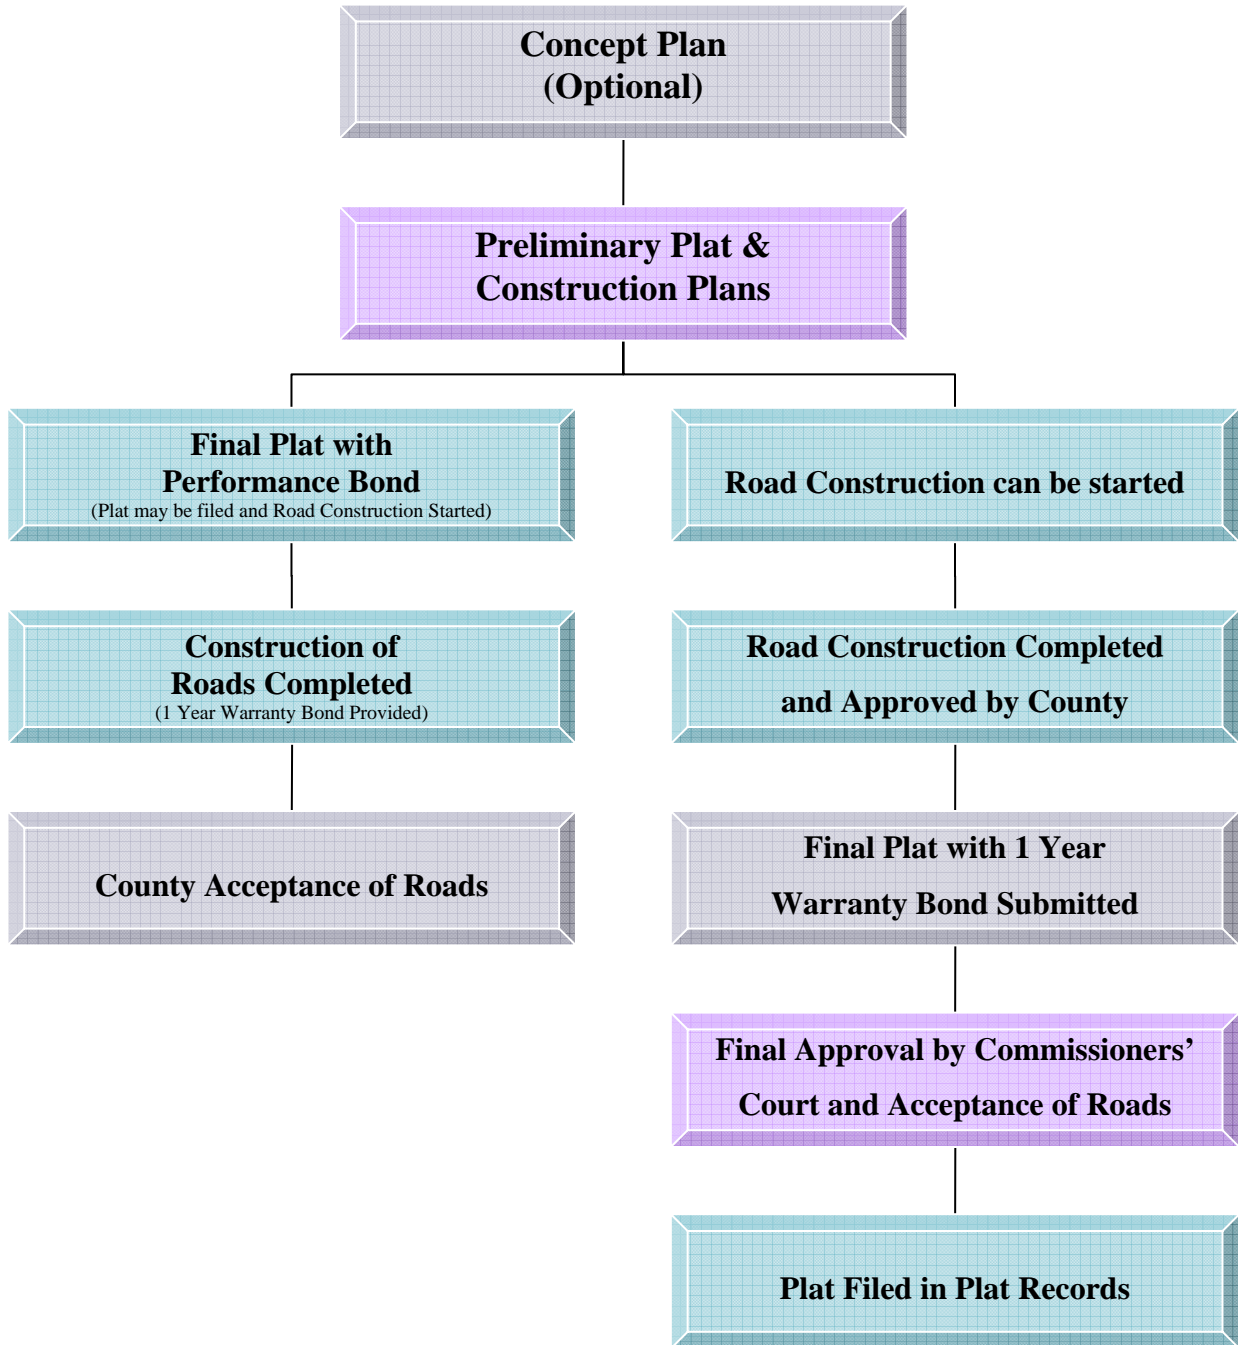 Concept Plan
(Optional)
Preliminary Plat &
Construction Plans
Final Plat with
Performance Bond
(Plat may be filed and Road Construction Started)
Road Construction can be started
Construction of
Roads Completed
(1 Year Warranty Bond Provided)
Road Construction Completed
and Approved by County
County Acceptance of Roads
Final Plat with 1 Year
Warranty Bond Submitted
Final Approval by Commissioners’
Court and Acceptance of Roads
Plat Filed in Plat Records